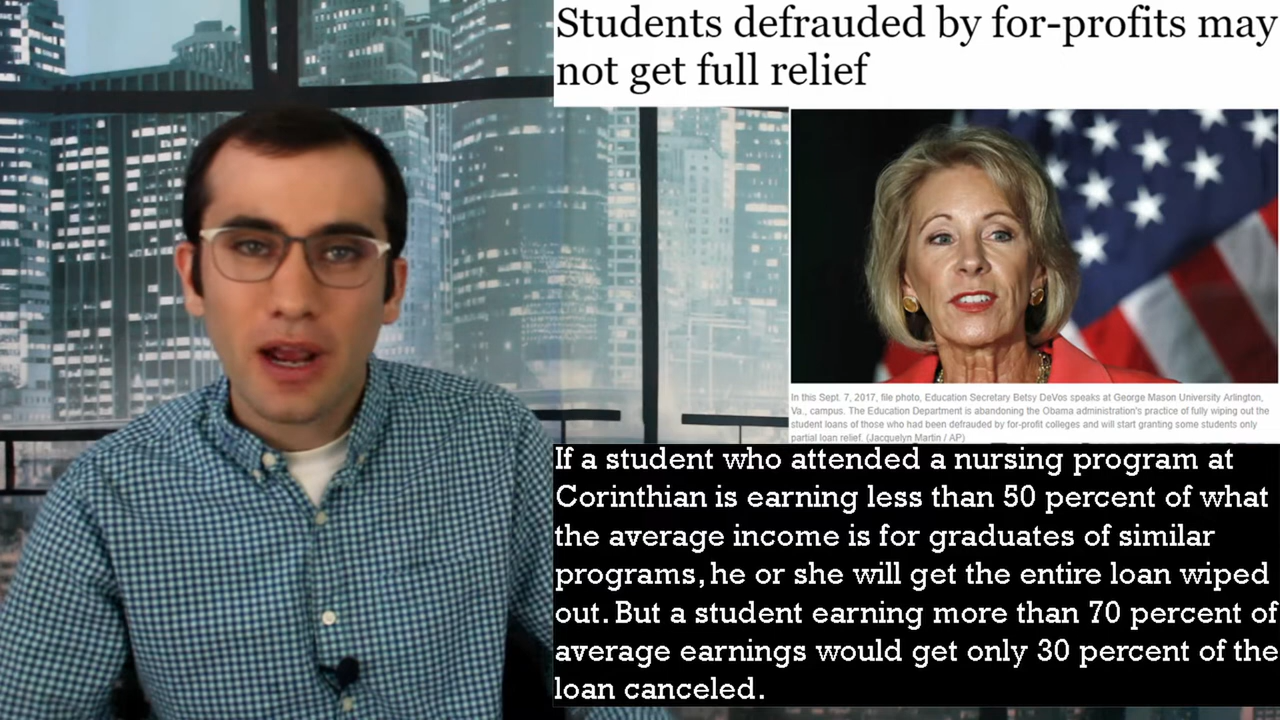 Students defrauded by for-profits may
not get full relief
In this Sept. 7, 2017, file photo, Education Secretary Betsy DeVos speaks at George Mason University Arlington,
Va., campus. The Education Department is abandoning the Obama administration's practice of fully wiping out the
student loans of those who had been defrauded by for-profit colleges and will start granting some students only
partial loan relief. (Jacquelyn Martin / AP)
If a student who attended a nursing program at
Corinthian is earning less than 50 percent of what
the average income is for graduates of similar
programs, he or she will get the entire loan wiped
out. But a student earning more than 70 percent of
average earnings would get only 30 percent of the
loan canceled.